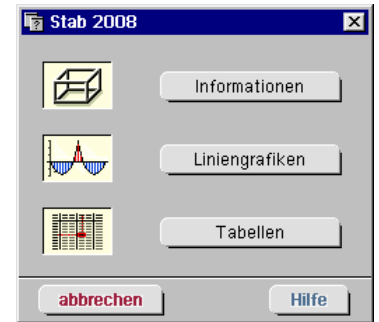 Stab 2008
Informationen
Liniengrafiken
Tabellen
abbrechen Hilfe